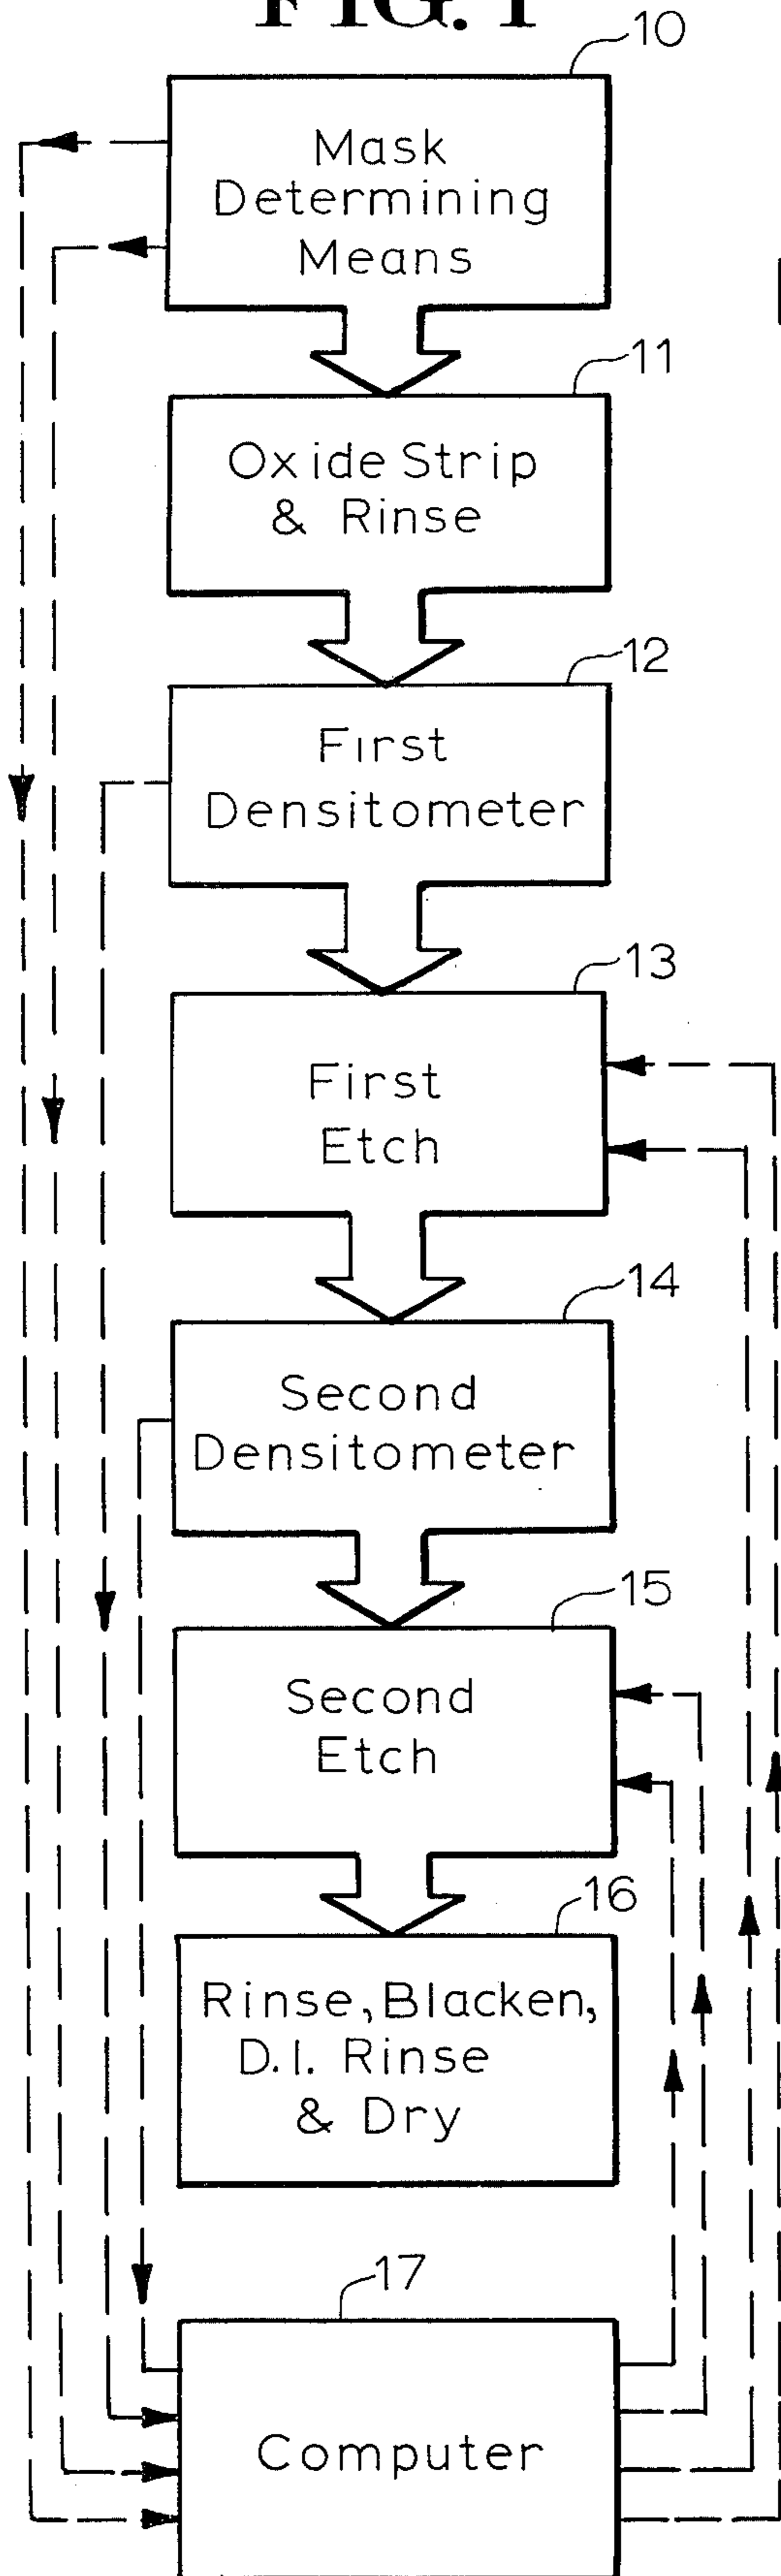 FIG. 1
10
Mask
Determining
Means
11
Oxide Strip
& Rinse
12
First
Densitometer
13
First
Etch
14
Second
Densitometer
15
Second
Etch
16
Rinse, Blacken,
D.I. Rinse
& Dry
17
Computer